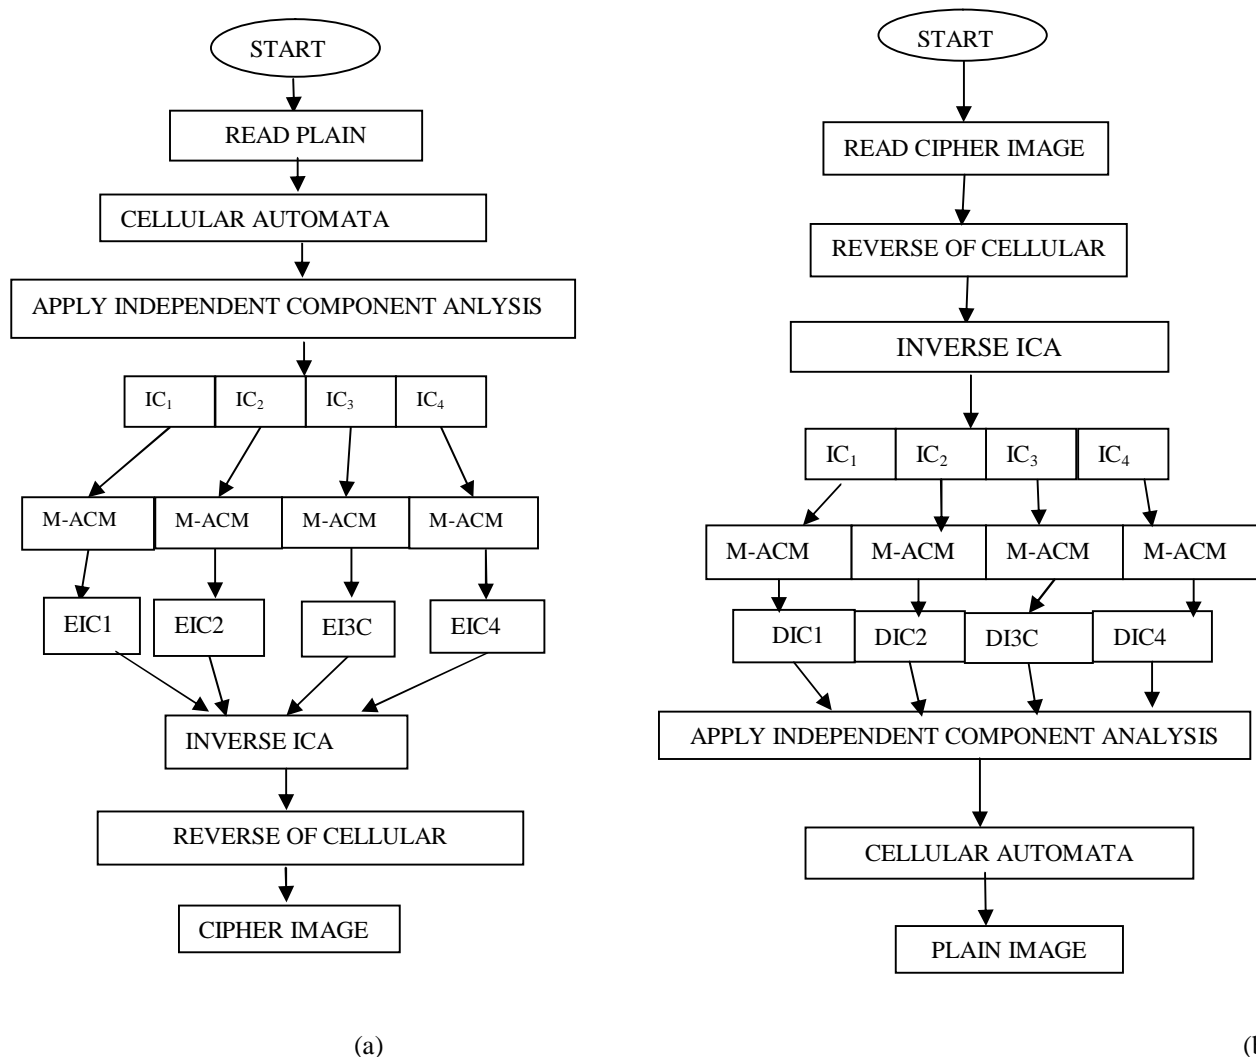 START
READ PLAIN
CELLULAR AUTOMATA
APPLY INDEPENDENT COMPONENT ANLYSIS
IC₁ IC₂ IC₃ IC₄
M-ACM M-ACM M-ACM M-ACM
EIC1 EIC2 EI3C EIC4
INVERSE ICA
REVERSE OF CELLULAR
CIPHER IMAGE
(a)
START
READ CIPHER IMAGE
REVERSE OF CELLULAR
INVERSE ICA
IC₁ IC₂ IC₃ IC₄
M-ACM M-ACM M-ACM M-ACM
DIC1 DIC2 DI3C DIC4
APPLY INDEPENDENT COMPONENT ANALYSIS
CELLULAR AUTOMATA
PLAIN IMAGE
(b